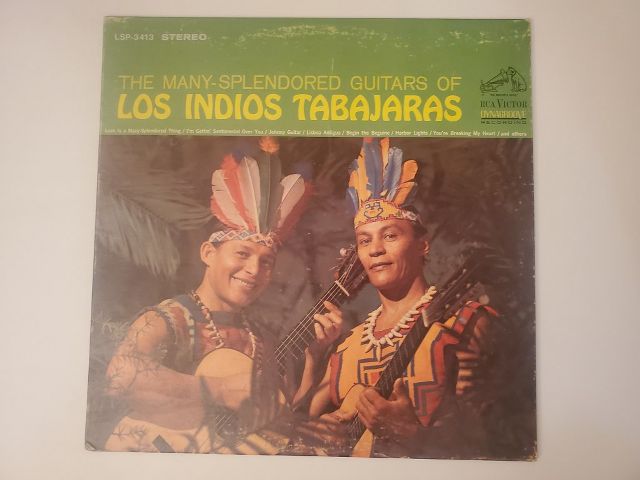 LSP-3413 STEREO
THE MANY-SPLENDORED GUITARS OF
LOS INDIOS TABAJARAS
Love Is a Many-Splendored Thing / I'm Gettin' Sentimental Over You / Johnny Guitar / Lisboa Antigua / Begin the Beguine / Harbor Lights / You're Breaking My Heart / and others
RCA VICTOR
DYNAGROOVE
RECORDING